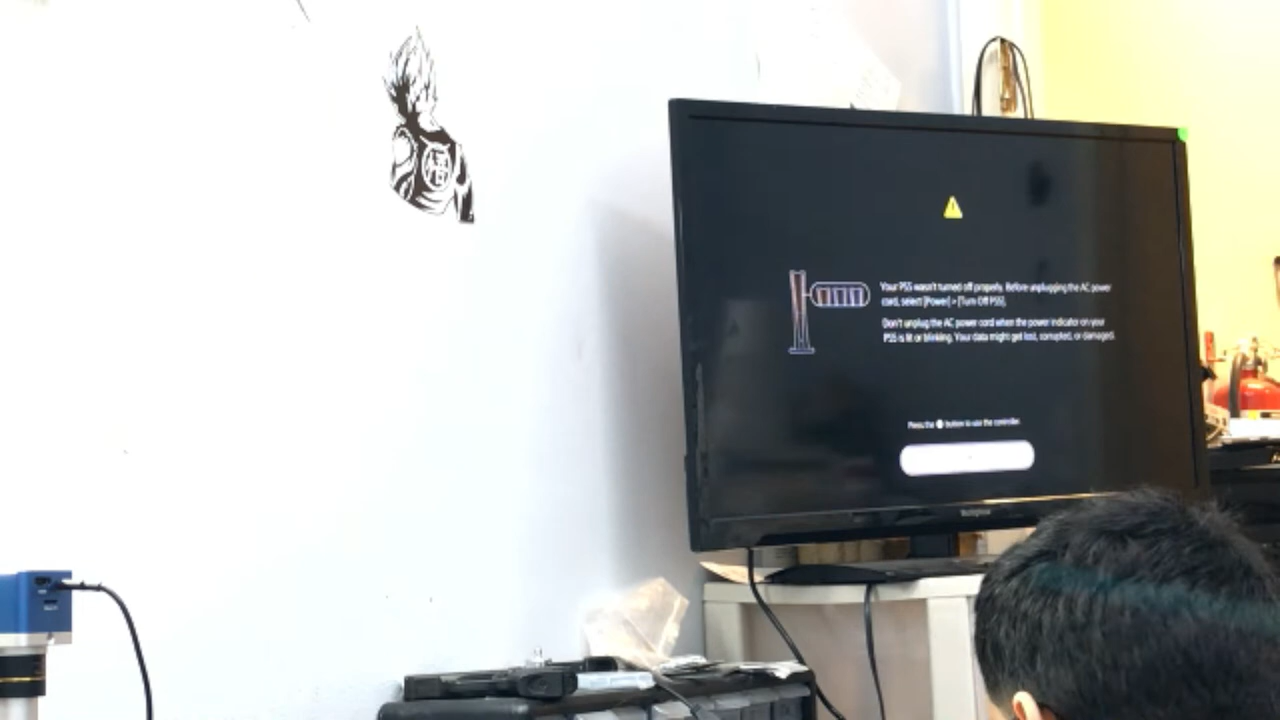 悟
Your PS5 wasn't turned off properly. Before unplugging the AC power
cord, select [Power] > [Turn Off PS5].
Don't unplug the AC power cord when the power indicator on your
PS5 is lit or blinking. Your data might get lost, corrupted, or damaged.
Press the button to use the controller.